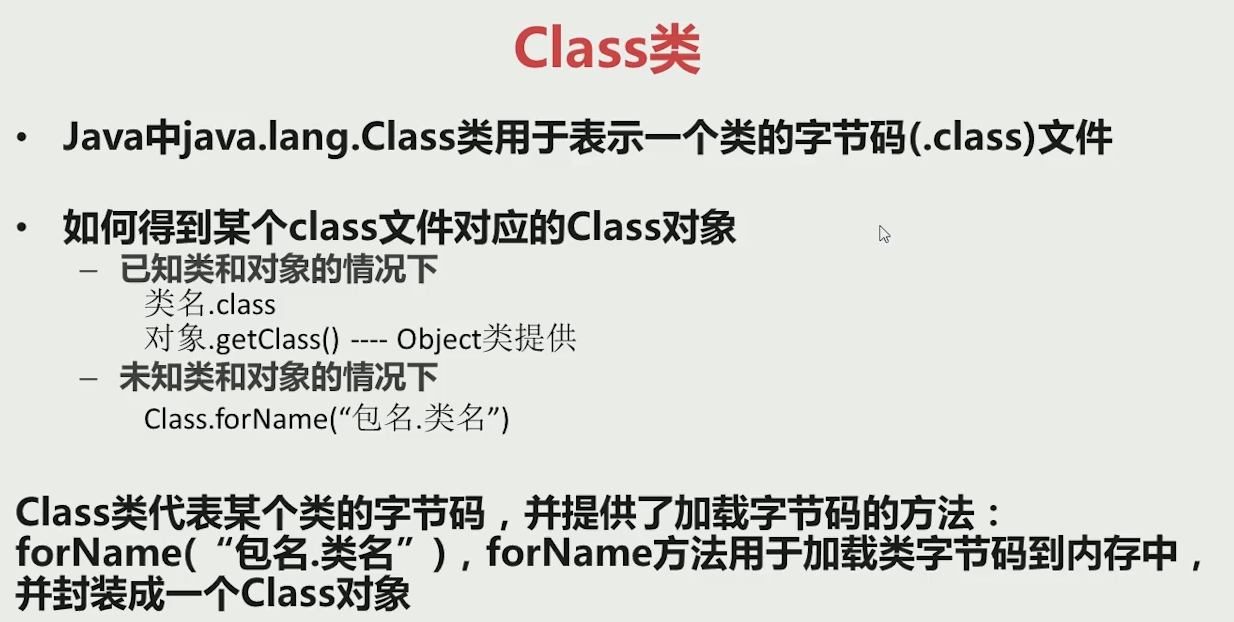 Class类
• Java中java.lang.Class类用于表示一个类的字节码(.class)文件
• 如何得到某个class文件对应的Class对象
– 已知类和对象的情况下
类名.class
对象.getClass() ---- Object类提供
– 未知类和对象的情况下
Class.forName(“包名.类名”)
Class类代表某个类的字节码，并提供了加载字节码的方法：
forName(“包名.类名”)，forName方法用于加载类字节码到内存中，
并封装成一个Class对象